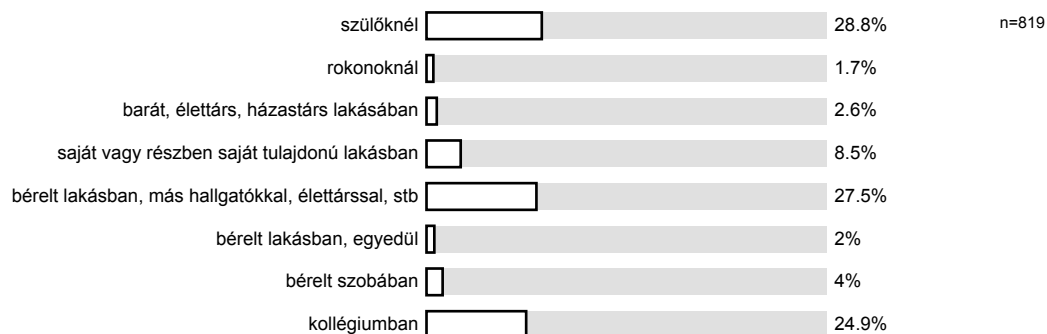 szülőknél 28.8% n=819
rokonoknál 1.7%
barát, élettárs, házastárs lakásában 2.6%
saját vagy részben saját tulajdonú lakásban 8.5%
bérelt lakásban, más hallgatókkal, élettárssal, stb 27.5%
bérelt lakásban, egyedül 2%
bérelt szobában 4%
kollégiumban 24.9%